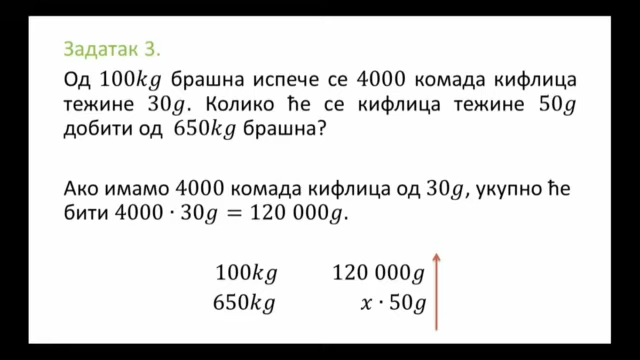 Задатак 3.
Од 100kg брашна испече се 4000 комада кифлица
тежине 30g. Колико ће се кифлица тежине 50g
добити од 650kg брашна?
Ако имамо 4000 комада кифлица од 30g, укупно ће
бити 4000 · 30g = 120 000g.
100kg 120 000g
650kg x · 50g